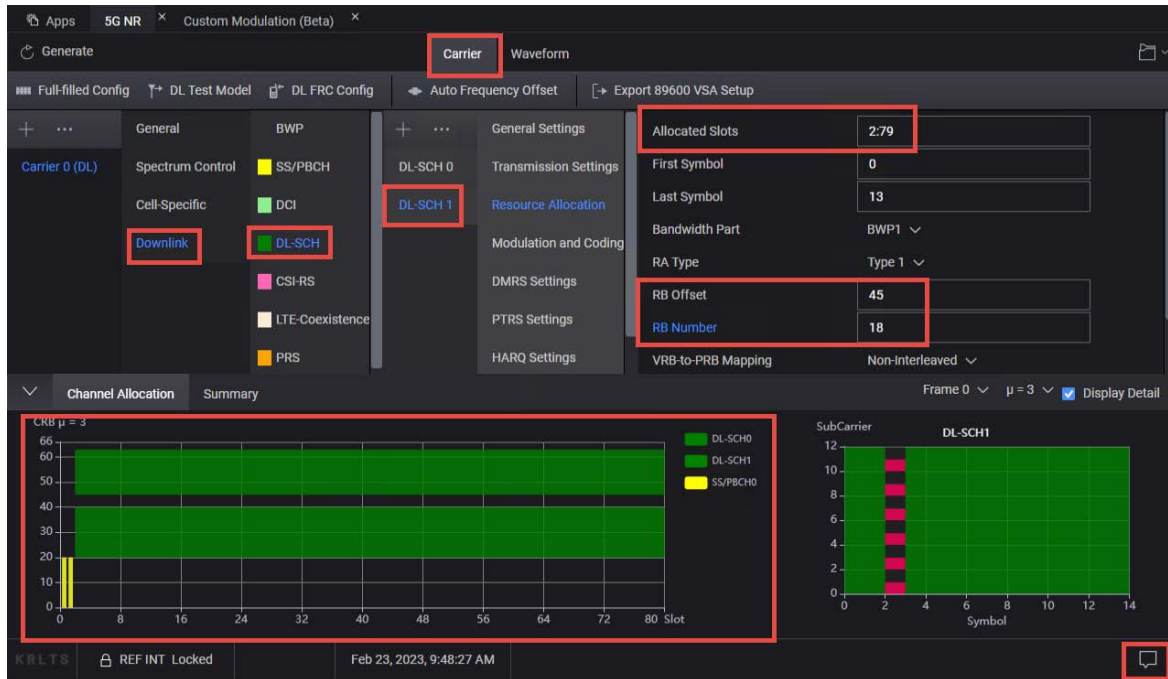 Apps 5G NR × Custom Modulation (Beta) ×
Generate Carrier Waveform
Full-filled Config DL Test Model DL FRC Config Auto Frequency Offset Export 89600 VSA Setup
+ ... General BWP + ... General Settings Allocated Slots 2:79
Carrier 0 (DL) Spectrum Control SS/PBCH DL-SCH 0 Transmission Settings First Symbol 0
Cell-Specific DCI DL-SCH 1 Resource Allocation Last Symbol 13
Downlink DL-SCH Modulation and Coding Bandwidth Part BWP1
CSI-RS DMRS Settings RA Type Type 1
LTE-Coexistence PTRS Settings RB Offset 45
PRS HARQ Settings RB Number 18
VRB-to-PRB Mapping Non-Interleaved
Channel Allocation Summary Frame 0 μ = 3 Display Detail
CRB μ = 3
66
60
50
40
30
20
10
0
0 8 16 24 32 40 48 56 64 72 80 Slot
DL-SCH0
DL-SCH1
SS/PBCH0
SubCarrier DL-SCH1
12
10
8
6
4
2
0
0 2 4 6 8 10 12 14
Symbol
KRLTS REF INT Locked Feb 23, 2023, 9:48:27 AM